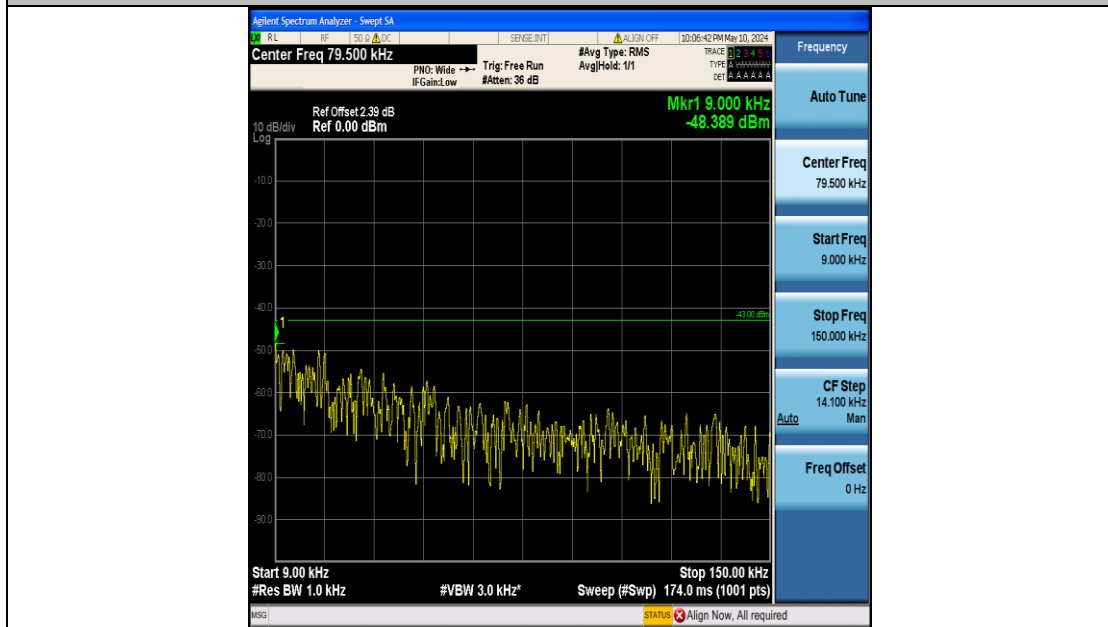 Agilent Spectrum Analyzer - Swept SA
RL RF 50 Ω DC SENSE:INT ALIGN OFF 10:06:42 PM May 10, 2024
Center Freq 79.500 kHz
PNO: Wide
IFGain:Low
Trig: Free Run
#Atten: 36 dB
#Avg Type: RMS
Avg|Hold: 1/1
TRACE 1 2 3 4 5 6
TYPE A
DET A A A A A A
Mkr1 9.000 kHz
-48.389 dBm
Ref Offset 2.39 dB
10 dB/div Ref 0.00 dBm
Log
-10.0
-20.0
-30.0
-40.0
-43.00 dBm
1
-50.0
-60.0
-70.0
-80.0
-90.0
Start 9.00 kHz Stop 150.00 kHz
#Res BW 1.0 kHz #VBW 3.0 kHz* Sweep (#Swp) 174.0 ms (1001 pts)
MSG STATUS Align Now, All required
Frequency
Auto Tune
Center Freq
79.500 kHz
Start Freq
9.000 kHz
Stop Freq
150.000 kHz
CF Step
14.100 kHz
Auto Man
Freq Offset
0 Hz